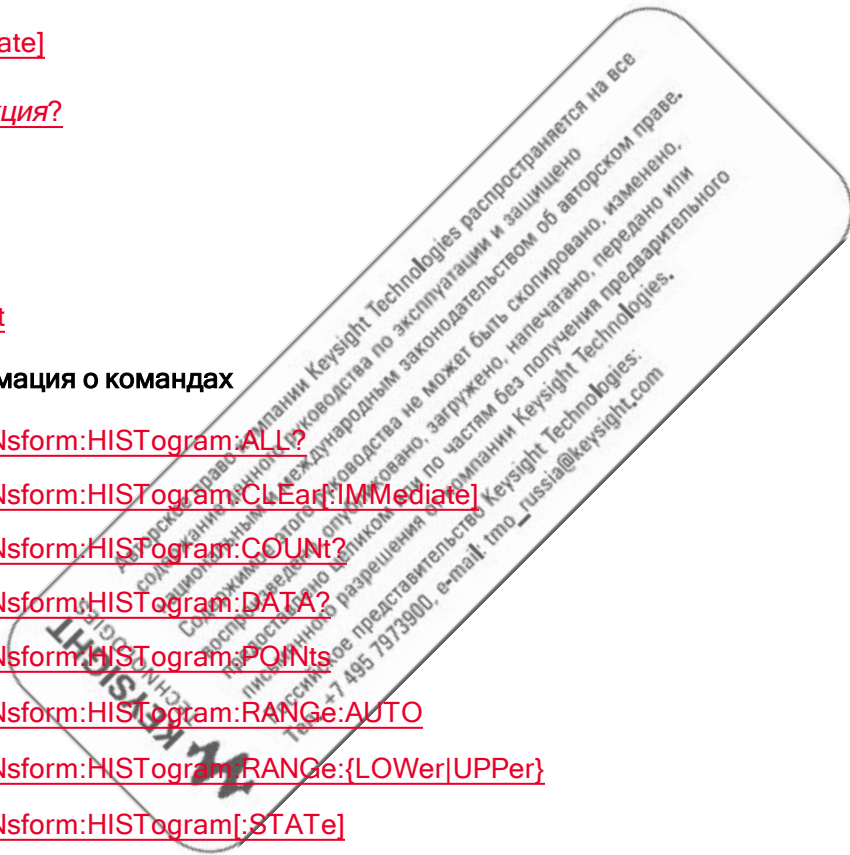 ate]
кция?
t
мация о командах
Nsform:HISTogram:ALL?
Nsform:HISTogram:CLEar[:IMMediate]
Nsform:HISTogram:COUNt?
Nsform:HISTogram:DATA?
Nsform:HISTogram:POINts
Nsform:HISTogram:RANGe:AUTO
Nsform:HISTogram:RANGe:{LOWer|UPPer}
Nsform:HISTogram[:STATe]
KEYSIGHT
TECHNOLOGIES
Авторское право компании Keysight Technologies распространяется на все
содержание данного руководства по эксплуатации и защищено
национальным и международным законодательством об авторском праве.
Содержимое этого руководства не может быть скопировано, изменено,
воспроизведено, опубликовано, загружено, напечатано, передано или
предоставлено целиком или по частям без получения предварительного
письменного разрешения от компании Keysight Technologies.
Российское представительство Keysight Technologies:
Тел.: +7 495 7973900, e-mail: tmo_russia@keysight.com